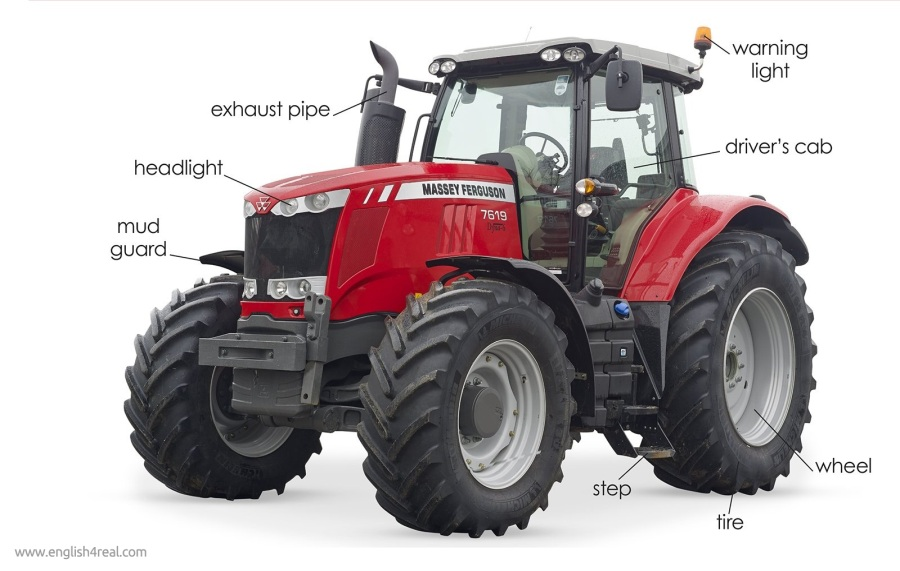 warning
light
exhaust pipe
driver's cab
headlight
MASSEY FERGUSON
7619
mud
guard
wheel
step
tire
www.english4real.com